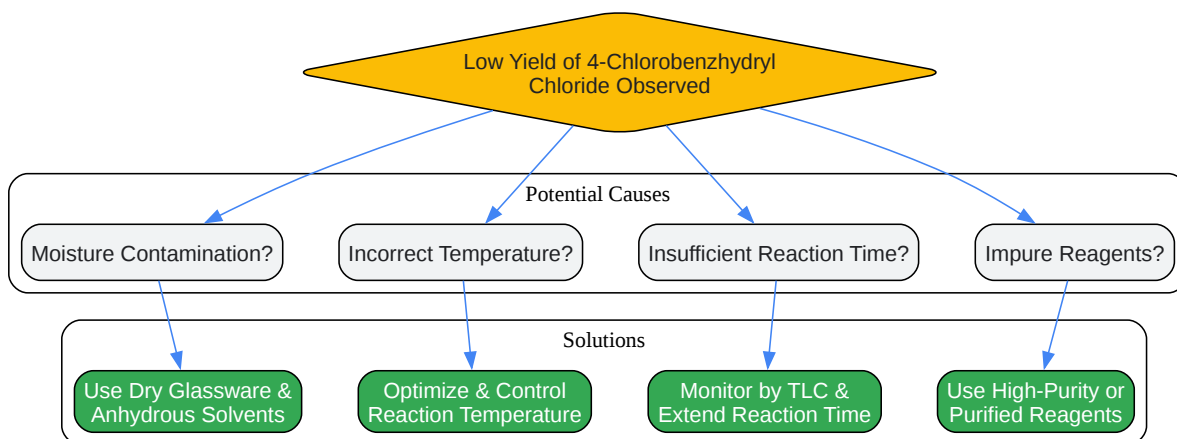 Low Yield of 4-Chlorobenzhydryl
Chloride Observed
Potential Causes
Moisture Contamination?
Incorrect Temperature?
Insufficient Reaction Time?
Impure Reagents?
Solutions
Use Dry Glassware &
Anhydrous Solvents
Optimize & Control
Reaction Temperature
Monitor by TLC &
Extend Reaction Time
Use High-Purity or
Purified Reagents